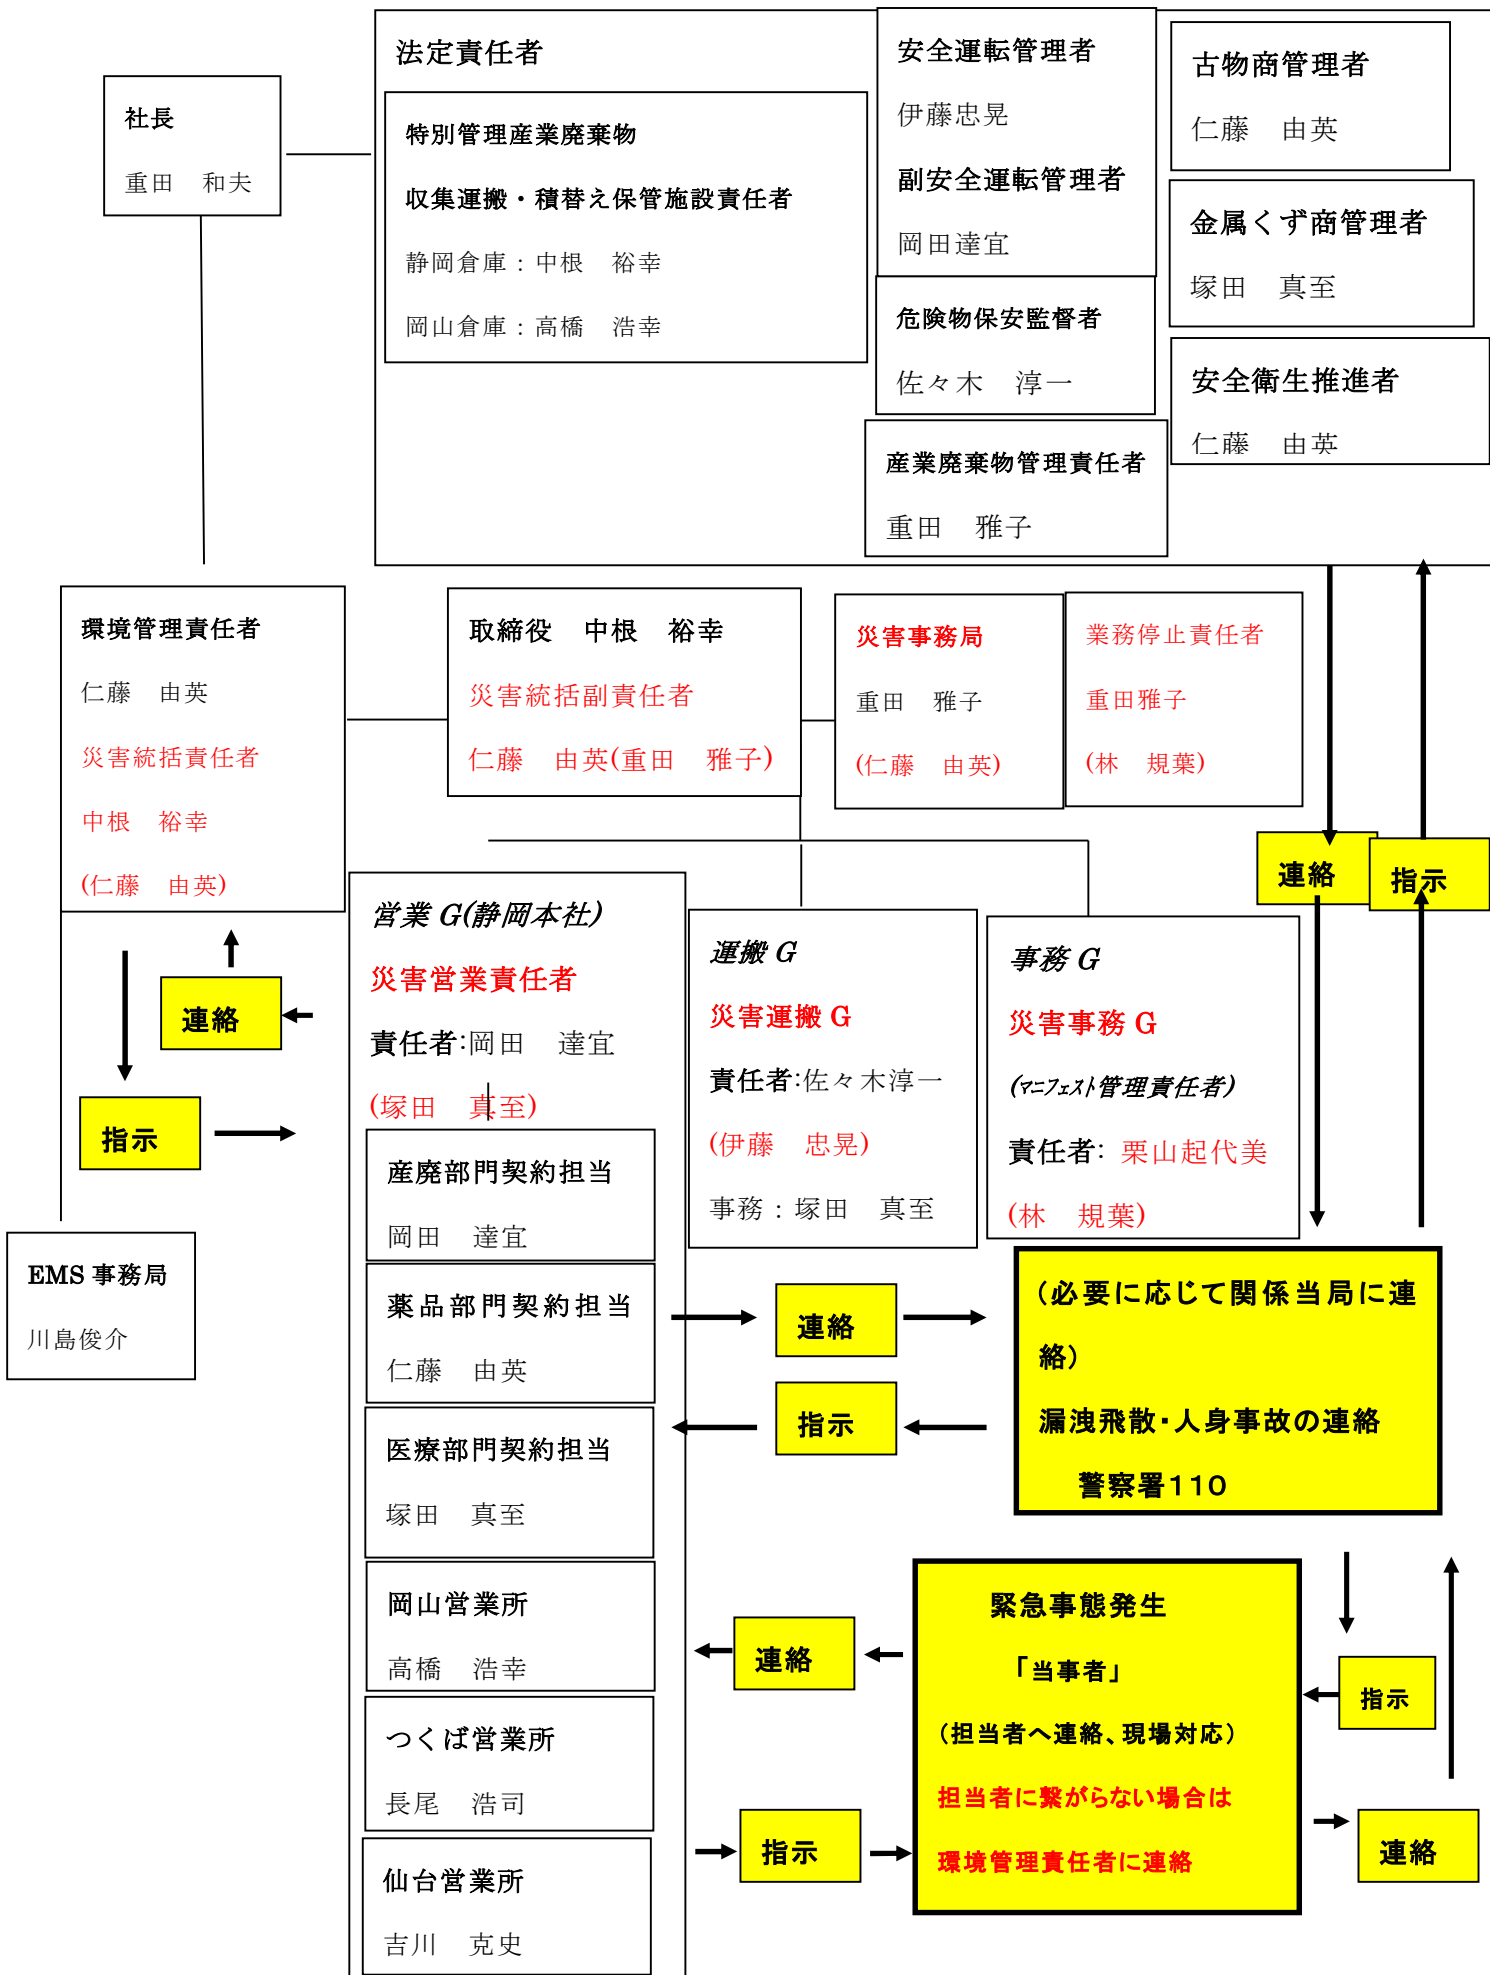 社長
重田　和夫
法定責任者
特別管理産業廃棄物
収集運搬・積替え保管施設責任者
静岡倉庫：中根　裕幸
岡山倉庫：高橋　浩幸
安全運転管理者
伊藤忠晃
副安全運転管理者
岡田達宜
危険物保安監督者
佐々木　淳一
産業廃棄物管理責任者
重田　雅子
古物商管理者
仁藤　由英
金属くず商管理者
塚田　真至
安全衛生推進者
仁藤　由英
環境管理責任者
仁藤　由英
災害統括責任者
中根　裕幸
(仁藤　由英)
取締役　中根　裕幸
災害統括副責任者
仁藤　由英(重田　雅子)
災害事務局
重田　雅子
(仁藤　由英)
業務停止責任者
重田雅子
(林　規葉)
連絡
指示
連絡
指示
営業 G(静岡本社)
災害営業責任者
責任者:岡田　達宜
(塚田　真至)
産廃部門契約担当
岡田　達宜
薬品部門契約担当
仁藤　由英
医療部門契約担当
塚田　真至
岡山営業所
高橋　浩幸
つくば営業所
長尾　浩司
仙台営業所
吉川　克史
運搬 G
災害運搬 G
責任者:佐々木淳一
(伊藤　忠晃)
事務：塚田　真至
事務 G
災害事務 G
(ﾏﾆﾌｪｽﾄ管理責任者)
責任者: 栗山起代美
(林　規葉)
EMS 事務局
川島俊介
連絡
指示
(必要に応じて関係当局に連
絡)
漏洩飛散・人身事故の連絡
警察署110
連絡
指示
緊急事態発生
「当事者」
(担当者へ連絡、現場対応)
担当者に繋がらない場合は
環境管理責任者に連絡
指示
連絡